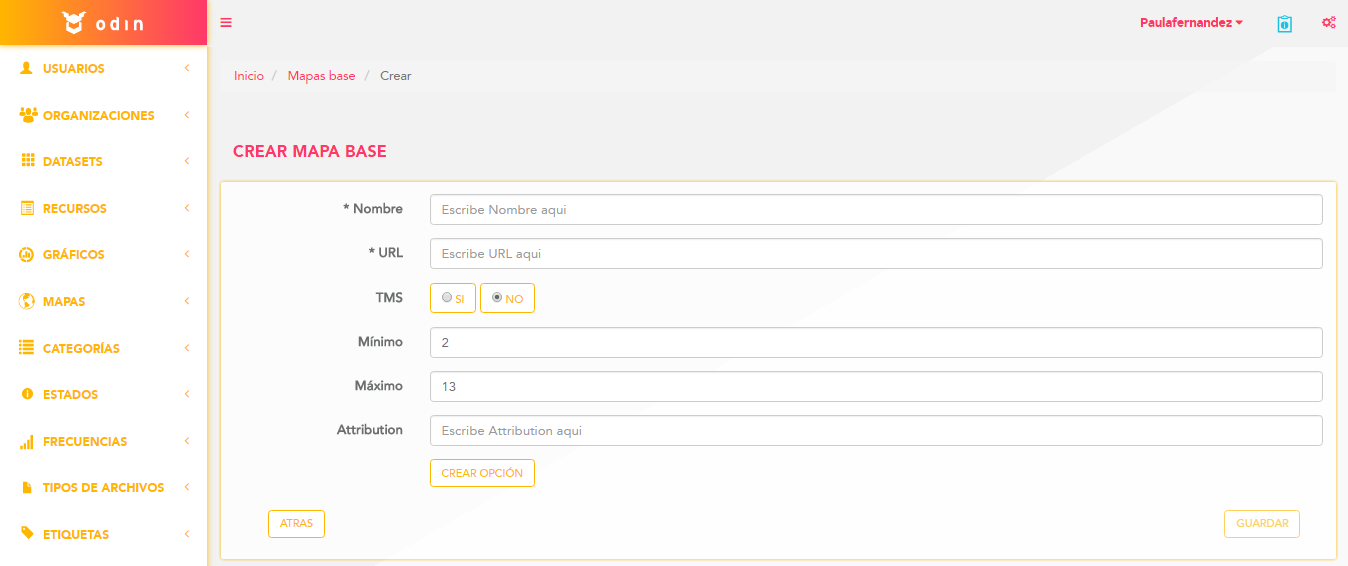 odin
Paulafernandez
USUARIOS
ORGANIZACIONES
DATASETS
RECURSOS
GRÁFICOS
MAPAS
CATEGORÍAS
ESTADOS
FRECUENCIAS
TIPOS DE ARCHIVOS
ETIQUETAS
Inicio / Mapas base / Crear
CREAR MAPA BASE
* Nombre Escribe Nombre aqui
* URL Escribe URL aqui
TMS SI NO
Mínimo 2
Máximo 13
Attribution Escribe Attribution aqui
CREAR OPCIÓN
ATRAS GUARDAR